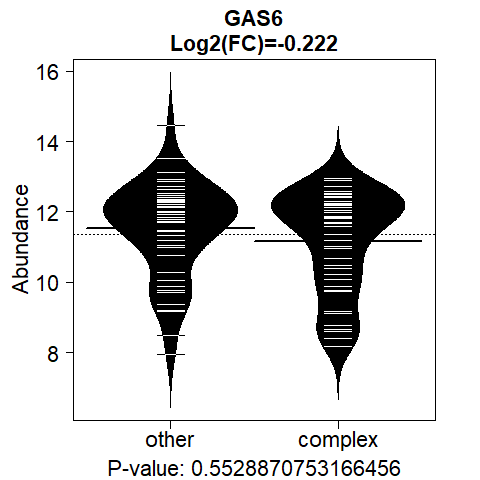 GAS6
Log2(FC)=-0.222
Abundance
16
14
12
10
8
other complex
P-value: 0.5528870753166456